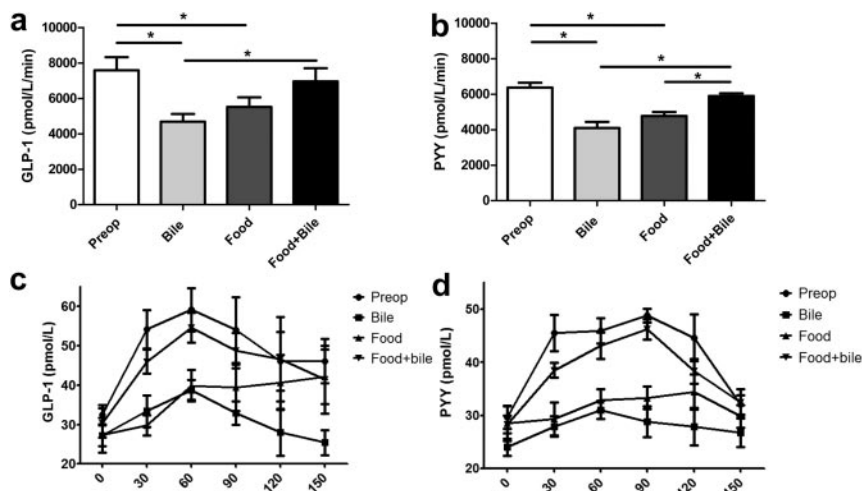 a
GLP-1 (pmol/L/min)
10000
8000
6000
4000
2000
0
*
*
*
Preop
Bile
Food
Food+Bile
b
PYY (pmol/L/min)
10000
8000
6000
4000
2000
0
*
*
*
*
Preop
Bile
Food
Food+Bile
c
GLP-1 (pmol/L)
60
50
40
30
20
0
30
60
90
120
150
Preop
Bile
Food
Food+bile
d
PYY (pmol/L)
50
40
30
20
0
30
60
90
120
150
Preop
Bile
Food
Food+bile